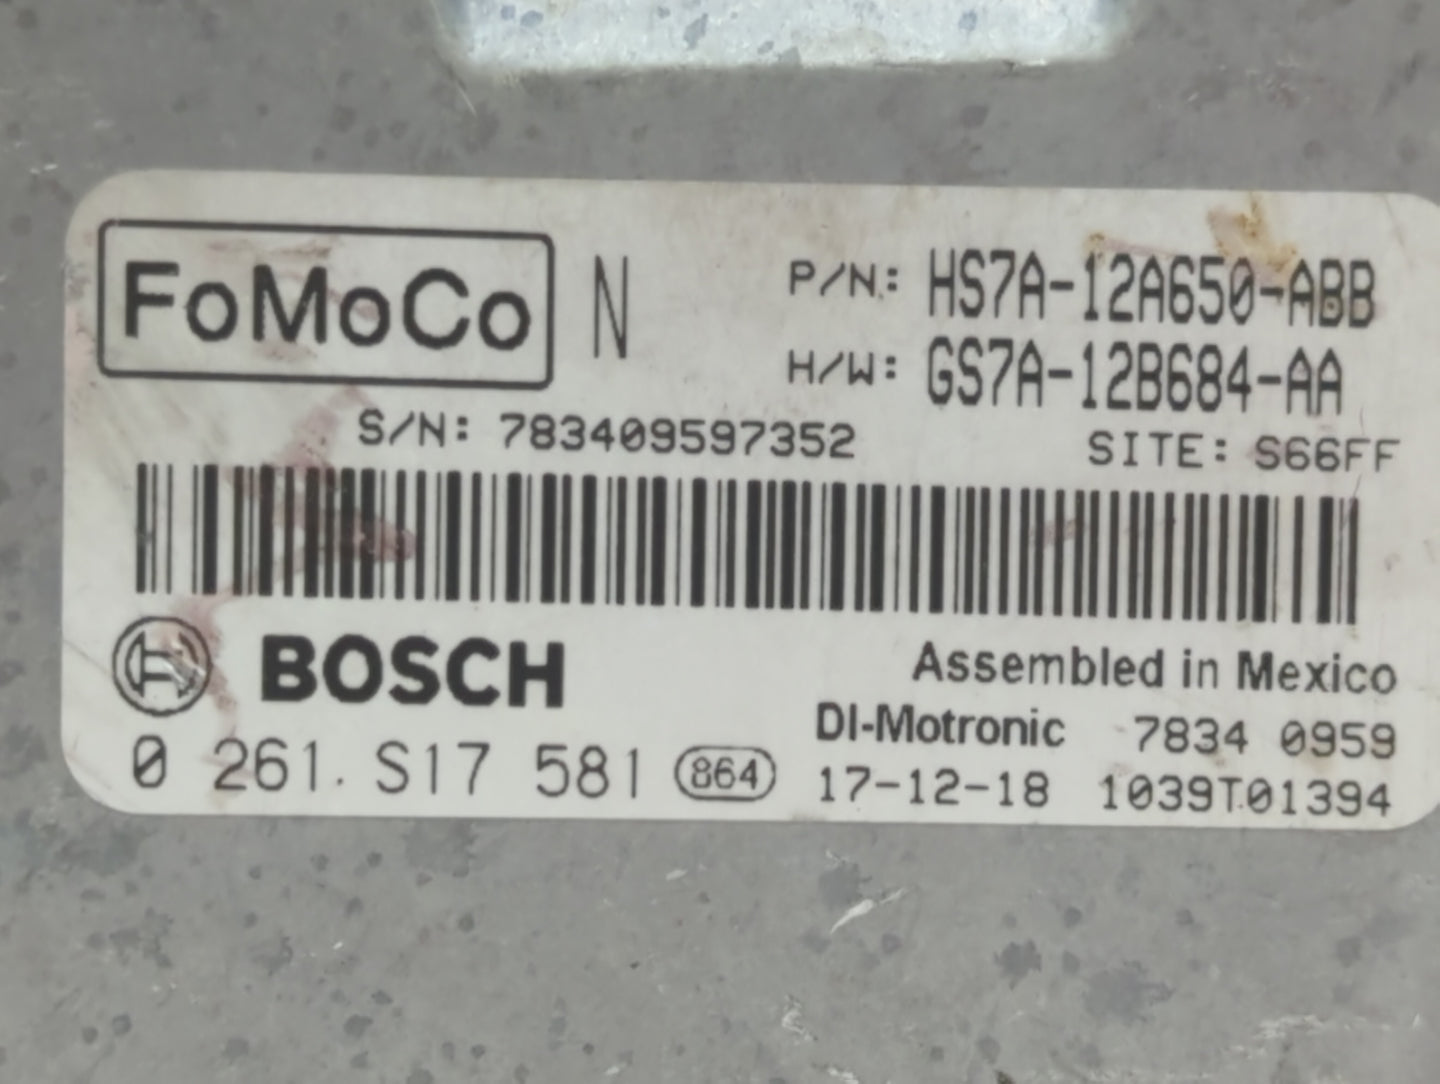 FoMoCo N P/N: HS7A-12A650-ABB
H/W: GS7A-12B684-AA
S/N: 783409597352 SITE: S66FF
BOSCH Assembled in Mexico
DI-Motronic 7834 0959
0 261. S17 581 864 17-12-18 1039T01394